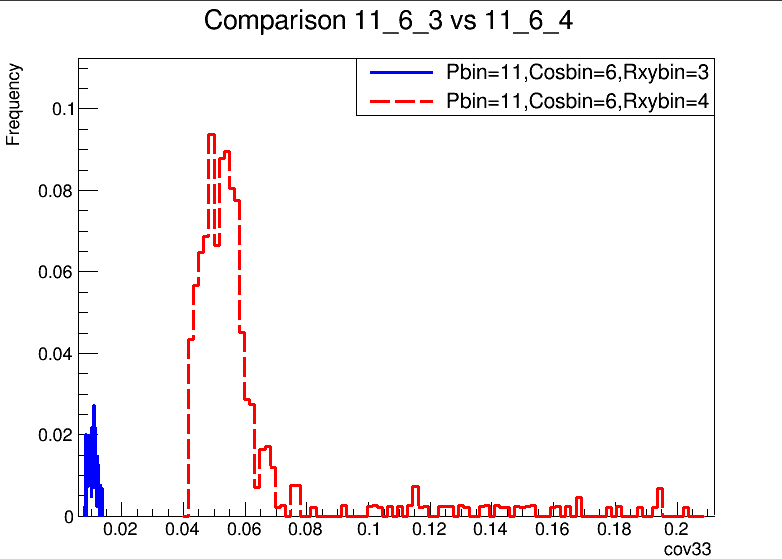 Comparison 11_6_3 vs 11_6_4
Pbin=11,Cosbin=6,Rxybin=3
Pbin=11,Cosbin=6,Rxybin=4
Frequency
0.1
0.08
0.06
0.04
0.02
0
0.02 0.04 0.06 0.08 0.1 0.12 0.14 0.16 0.18 0.2
cov33